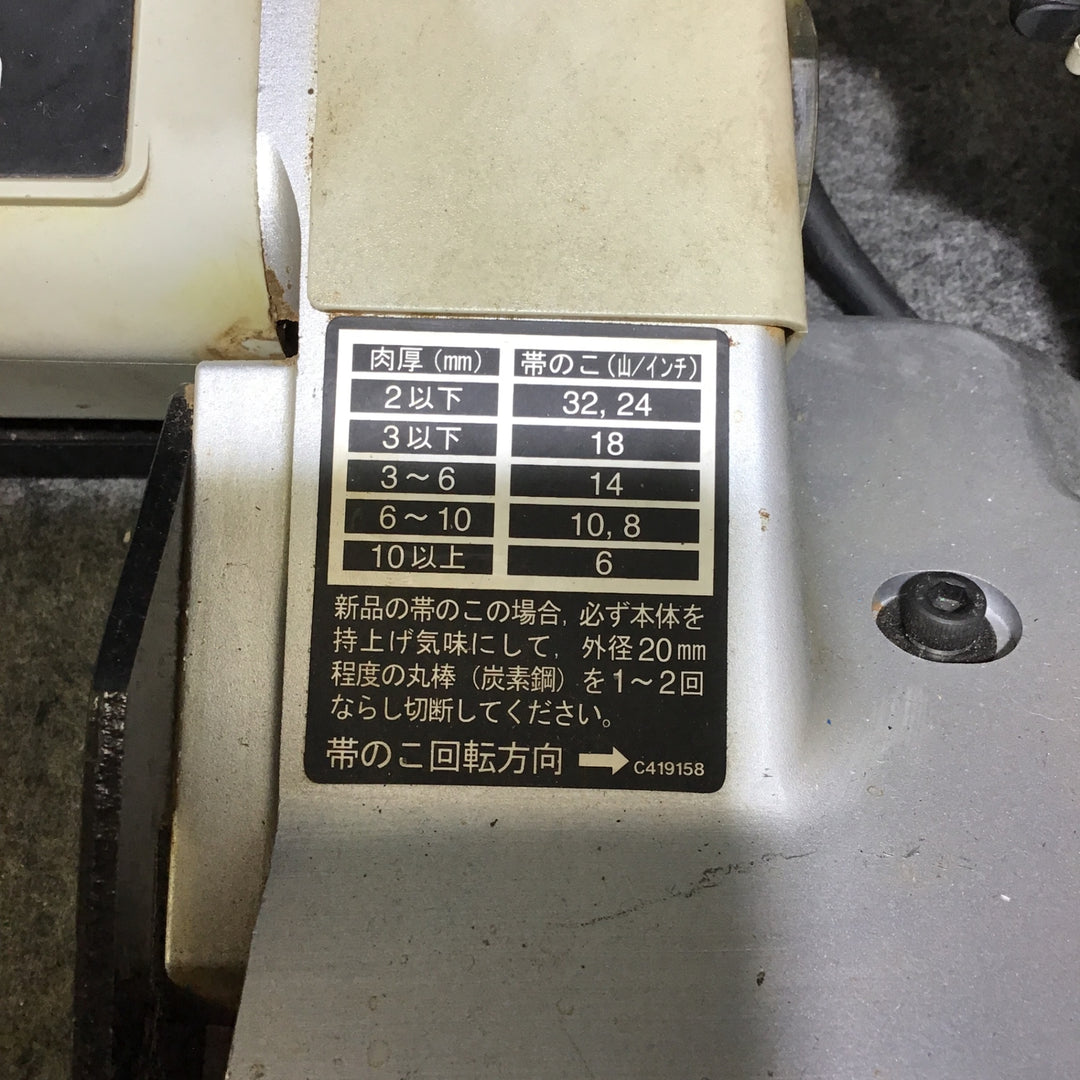 肉厚(mm) 帯のこ(山/インチ)
2以下 32, 24
3以下 18
3～6 14
6～10 10, 8
10以上 6
新品の帯のこの場合, 必ず本体を
持上げ気味にして, 外径20mm
程度の丸棒(炭素鋼)を1～2回
ならし切断してください。
帯のこ回転方向 → C419158